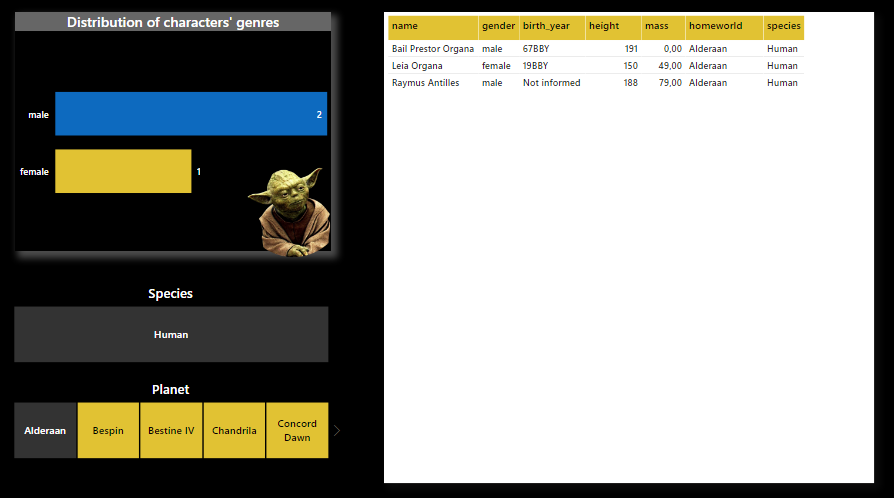 Distribution of characters' genres
male 2
female 1
Species
Human
Planet
Alderaan Bespin Bestine IV Chandrila Concord Dawn
name gender birth_year height mass homeworld species
Bail Prestor Organa male 67BBY 191 0,00 Alderaan Human
Leia Organa female 19BBY 150 49,00 Alderaan Human
Raymus Antilles male Not informed 188 79,00 Alderaan Human